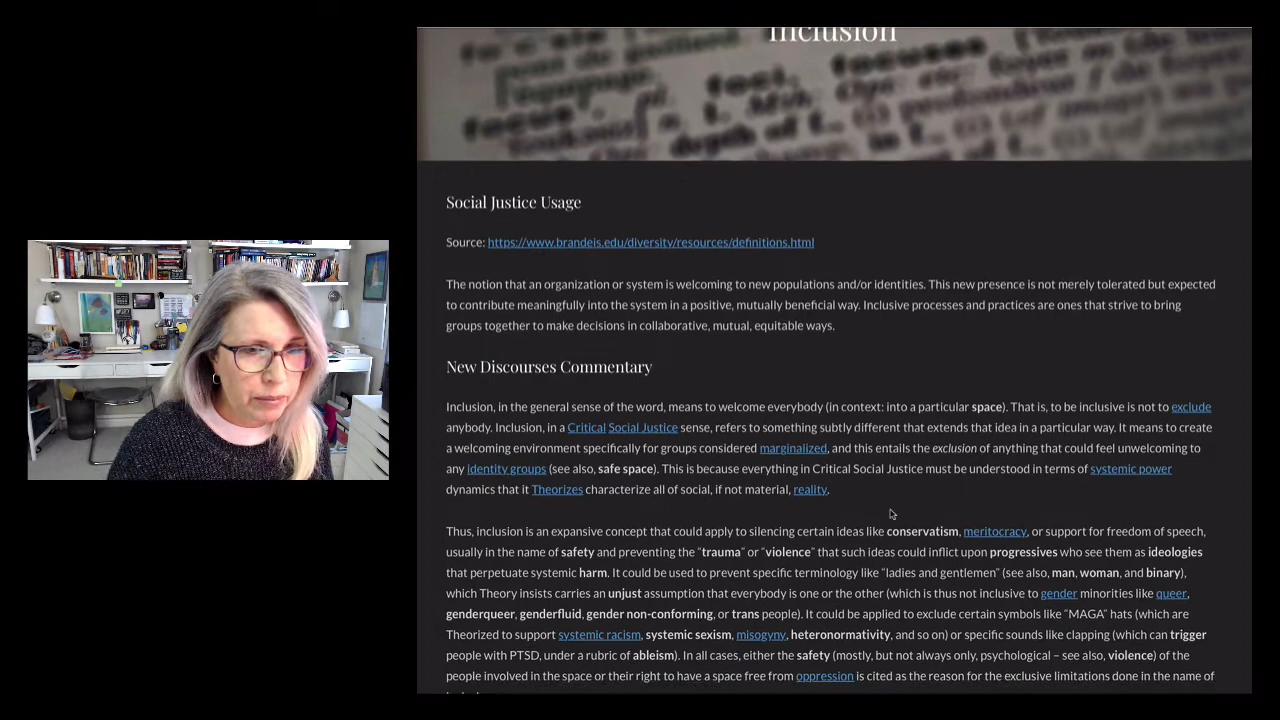 Inclusion
focus
foci,
focuses
depth of f.,
Social Justice Usage
Source: https://www.brandeis.edu/diversity/resources/definitions.html
The notion that an organization or system is welcoming to new populations and/or identities. This new presence is not merely tolerated but expected
to contribute meaningfully into the system in a positive, mutually beneficial way. Inclusive processes and practices are ones that strive to bring
groups together to make decisions in collaborative, mutual, equitable ways.
New Discourses Commentary
Inclusion, in the general sense of the word, means to welcome everybody (in context: into a particular space). That is, to be inclusive is not to exclude
anybody. Inclusion, in a Critical Social Justice sense, refers to something subtly different that extends that idea in a particular way. It means to create
a welcoming environment specifically for groups considered marginalized, and this entails the exclusion of anything that could feel unwelcoming to
any identity groups (see also, safe space). This is because everything in Critical Social Justice must be understood in terms of systemic power
dynamics that it Theorizes characterize all of social, if not material, reality.
Thus, inclusion is an expansive concept that could apply to silencing certain ideas like conservatism, meritocracy, or support for freedom of speech,
usually in the name of safety and preventing the “trauma” or “violence” that such ideas could inflict upon progressives who see them as ideologies
that perpetuate systemic harm. It could be used to prevent specific terminology like “ladies and gentlemen” (see also, man, woman, and binary),
which Theory insists carries an unjust assumption that everybody is one or the other (which is thus not inclusive to gender minorities like queer,
genderqueer, genderfluid, gender non-conforming, or trans people). It could be applied to exclude certain symbols like “MAGA” hats (which are
Theorized to support systemic racism, systemic sexism, misogyny, heteronormativity, and so on) or specific sounds like clapping (which can trigger
people with PTSD, under a rubric of ableism). In all cases, either the safety (mostly, but not always only, psychological – see also, violence) of the
people involved in the space or their right to have a space free from oppression is cited as the reason for the exclusive limitations done in the name of